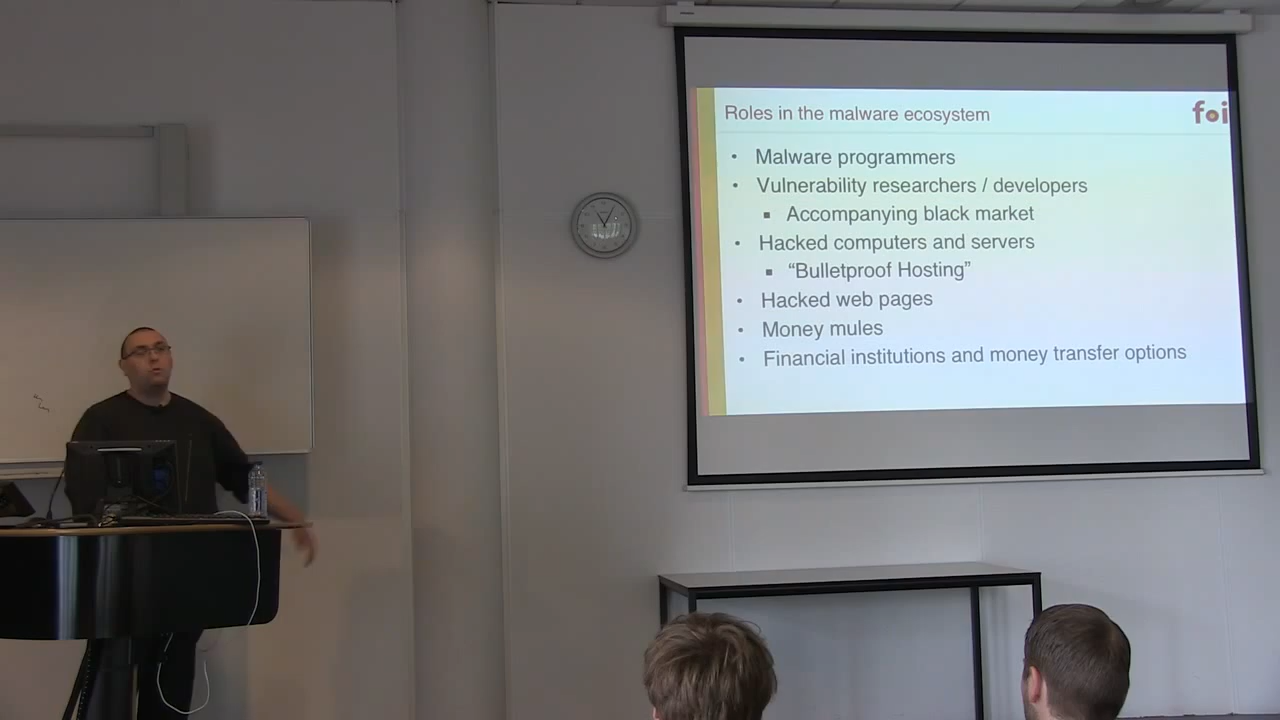 Roles in the malware ecosystem
foi
• Malware programmers
• Vulnerability researchers / developers
▪ Accompanying black market
• Hacked computers and servers
▪ “Bulletproof Hosting”
• Hacked web pages
• Money mules
• Financial institutions and money transfer options